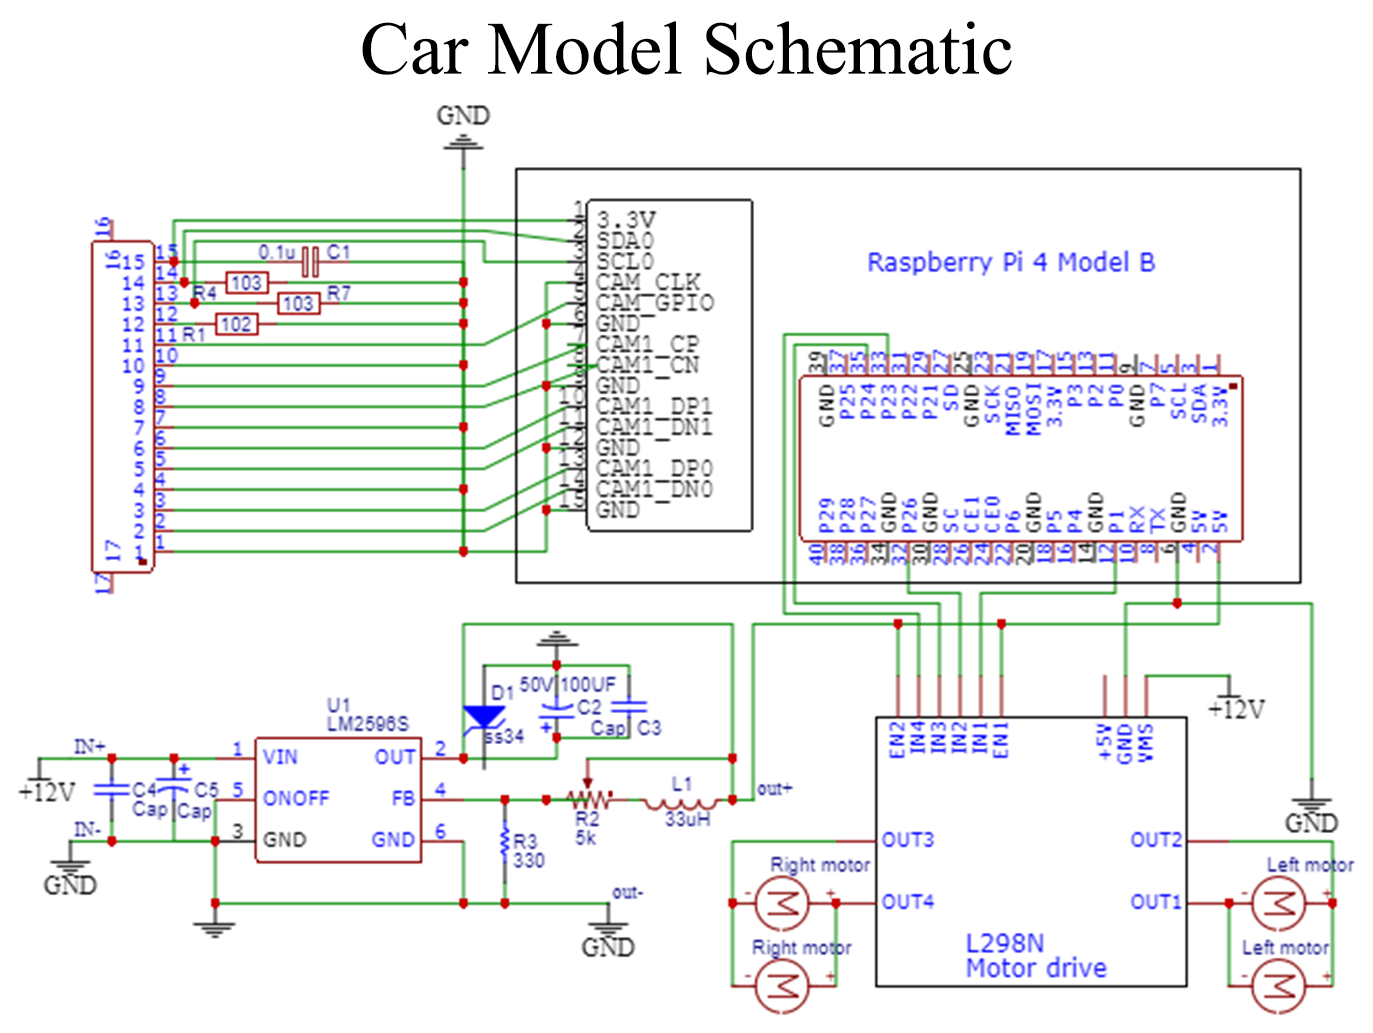 Car Model Schematic
GND
16
16
15
15
14
14
13
13
12
12
11
11
10
10
9
9
8
8
7
7
6
6
5
5
4
4
3
3
2
2
1
1
17
17
0.1u
C1
103
R4
103
R7
102
R1
1
3.3V
2
SDA0
3
SCL0
4
CAM_CLK
5
CAM_GPIO
6
GND
7
CAM1_CP
8
CAM1_CN
9
GND
10
CAM1_DP1
11
CAM1_DN1
12
GND
13
CAM1_DP0
14
CAM1_DN0
15
GND
Raspberry Pi 4 Model B
39 37 35 33 31 29 27 25 23 21 19 17 15 13 11 9 7 5 3 1
GND P25 P24 P23 P22 P21 SD GND SCK MISO MOSI 3.3V P3 P2 P0 GND P7 SCL SDA 3.3V
P29 P28 P27 GND P26 GND SC CE1 CE0 P6 GND P5 P4 GND P1 RX TX GND 5V 5V
40 38 36 34 32 30 28 26 24 22 20 18 16 14 12 10 8 6 4 2
U1
LM2596S
IN+
+12V
C4
Cap
C5
Cap
IN-
GND
1
VIN
5
ONOFF
3
GND
OUT
2
FB
4
GND
6
D1
ss34
50V 100UF
C2
Cap
C3
R2
5k
L1
33uH
out+
R3
330
out-
GND
EN2 IN4 IN3 IN2 IN1 EN1
+5V GND VMS
+12V
GND
OUT3
OUT4
OUT2
OUT1
L298N
Motor drive
Right motor
- +
Right motor
- +
Left motor
- +
Left motor
- +